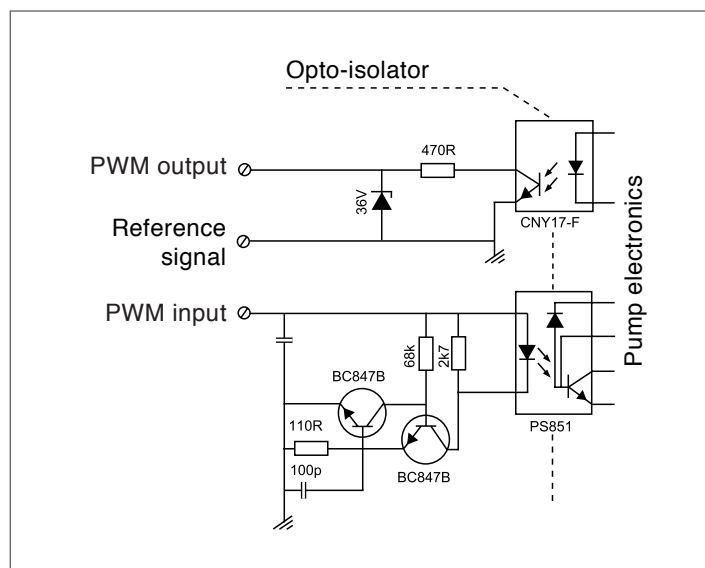 Opto-isolator
470R
PWM output
36V
CNY17-F
Reference
signal
Pump electronics
PWM input
68k
2k7
BC847B
PS851
110R
100p
BC847B